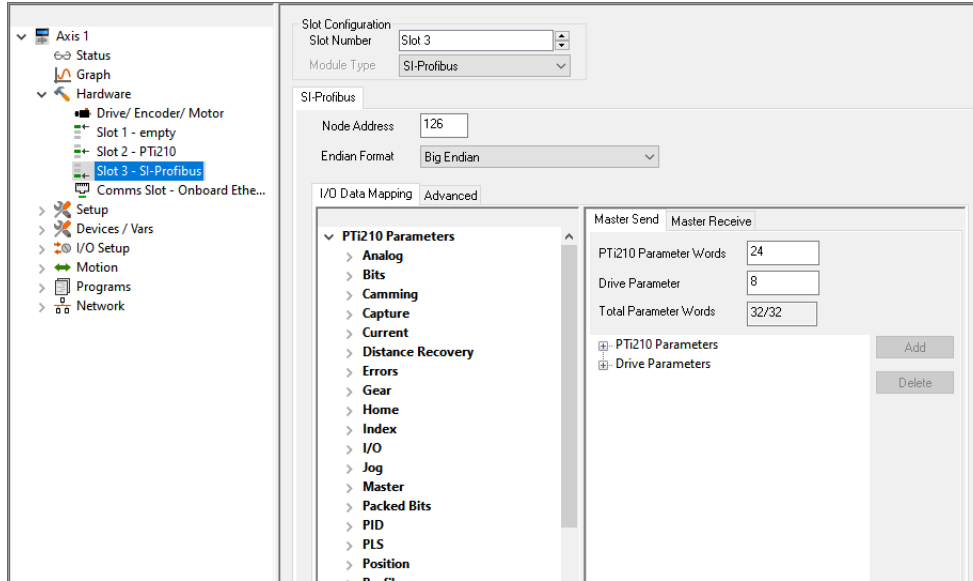 Axis 1
Status
Graph
Hardware
Drive/ Encoder/ Motor
Slot 1 - empty
Slot 2 - PTi210
Slot 3 - SI-Profibus
Comms Slot - Onboard Ethe...
Setup
Devices / Vars
I/O Setup
Motion
Programs
Network
Slot Configuration
Slot Number Slot 3
Module Type SI-Profibus
SI-Profibus
Node Address 126
Endian Format Big Endian
I/O Data Mapping Advanced
PTi210 Parameters
Analog
Bits
Camming
Capture
Current
Distance Recovery
Errors
Gear
Home
Index
I/O
Jog
Master
Packed Bits
PID
PLS
Position
Master Send Master Receive
PTi210 Parameter Words 24
Drive Parameter 8
Total Parameter Words 32/32
PTi210 Parameters
Drive Parameters
Add
Delete